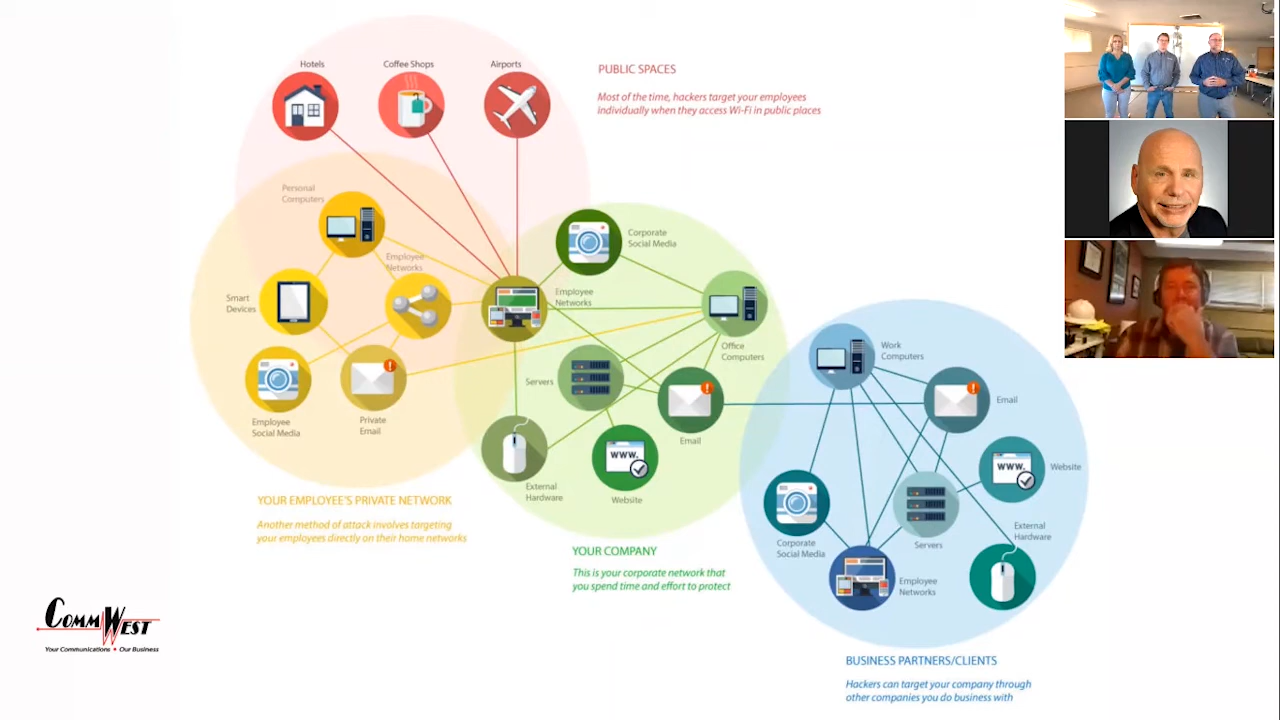 Hotels
Coffee Shops
Airports
PUBLIC SPACES
Most of the time, hackers target your employees
individually when they access Wi-Fi in public places
Personal
Computers
Employee
Networks
Smart
Devices
Employee
Social Media
Private
Email
YOUR EMPLOYEE'S PRIVATE NETWORK
Another method of attack involves targeting
your employees directly on their home networks
Corporate
Social Media
Employee
Networks
Office
Computers
Servers
Email
WWW.
External
Hardware
Website
YOUR COMPANY
This is your corporate network that
you spend time and effort to protect
Work
Computers
Email
WWW.
Website
Corporate
Social Media
Servers
External
Hardware
Employee
Networks
BUSINESS PARTNERS/CLIENTS
Hackers can target your company through
other companies you do business with
COMMWEST
Your Communications • Our Business